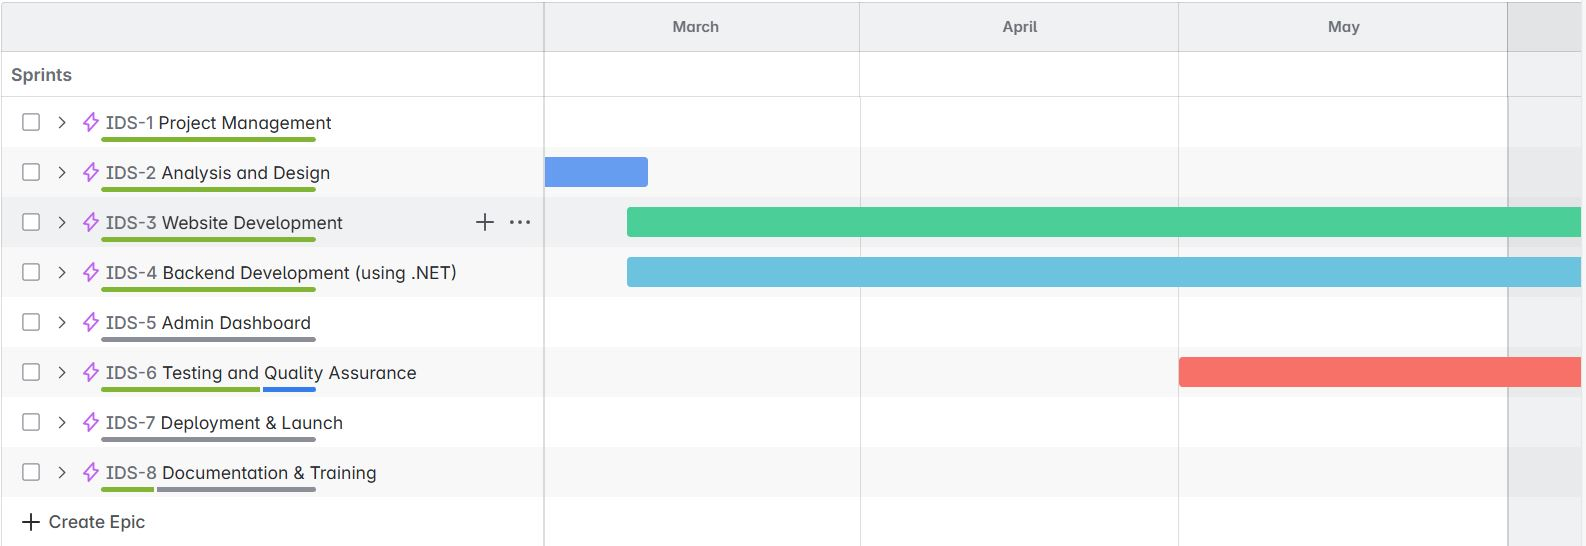 March April May
Sprints
IDS-1 Project Management
IDS-2 Analysis and Design
IDS-3 Website Development
IDS-4 Backend Development (using .NET)
IDS-5 Admin Dashboard
IDS-6 Testing and Quality Assurance
IDS-7 Deployment & Launch
IDS-8 Documentation & Training
Create Epic